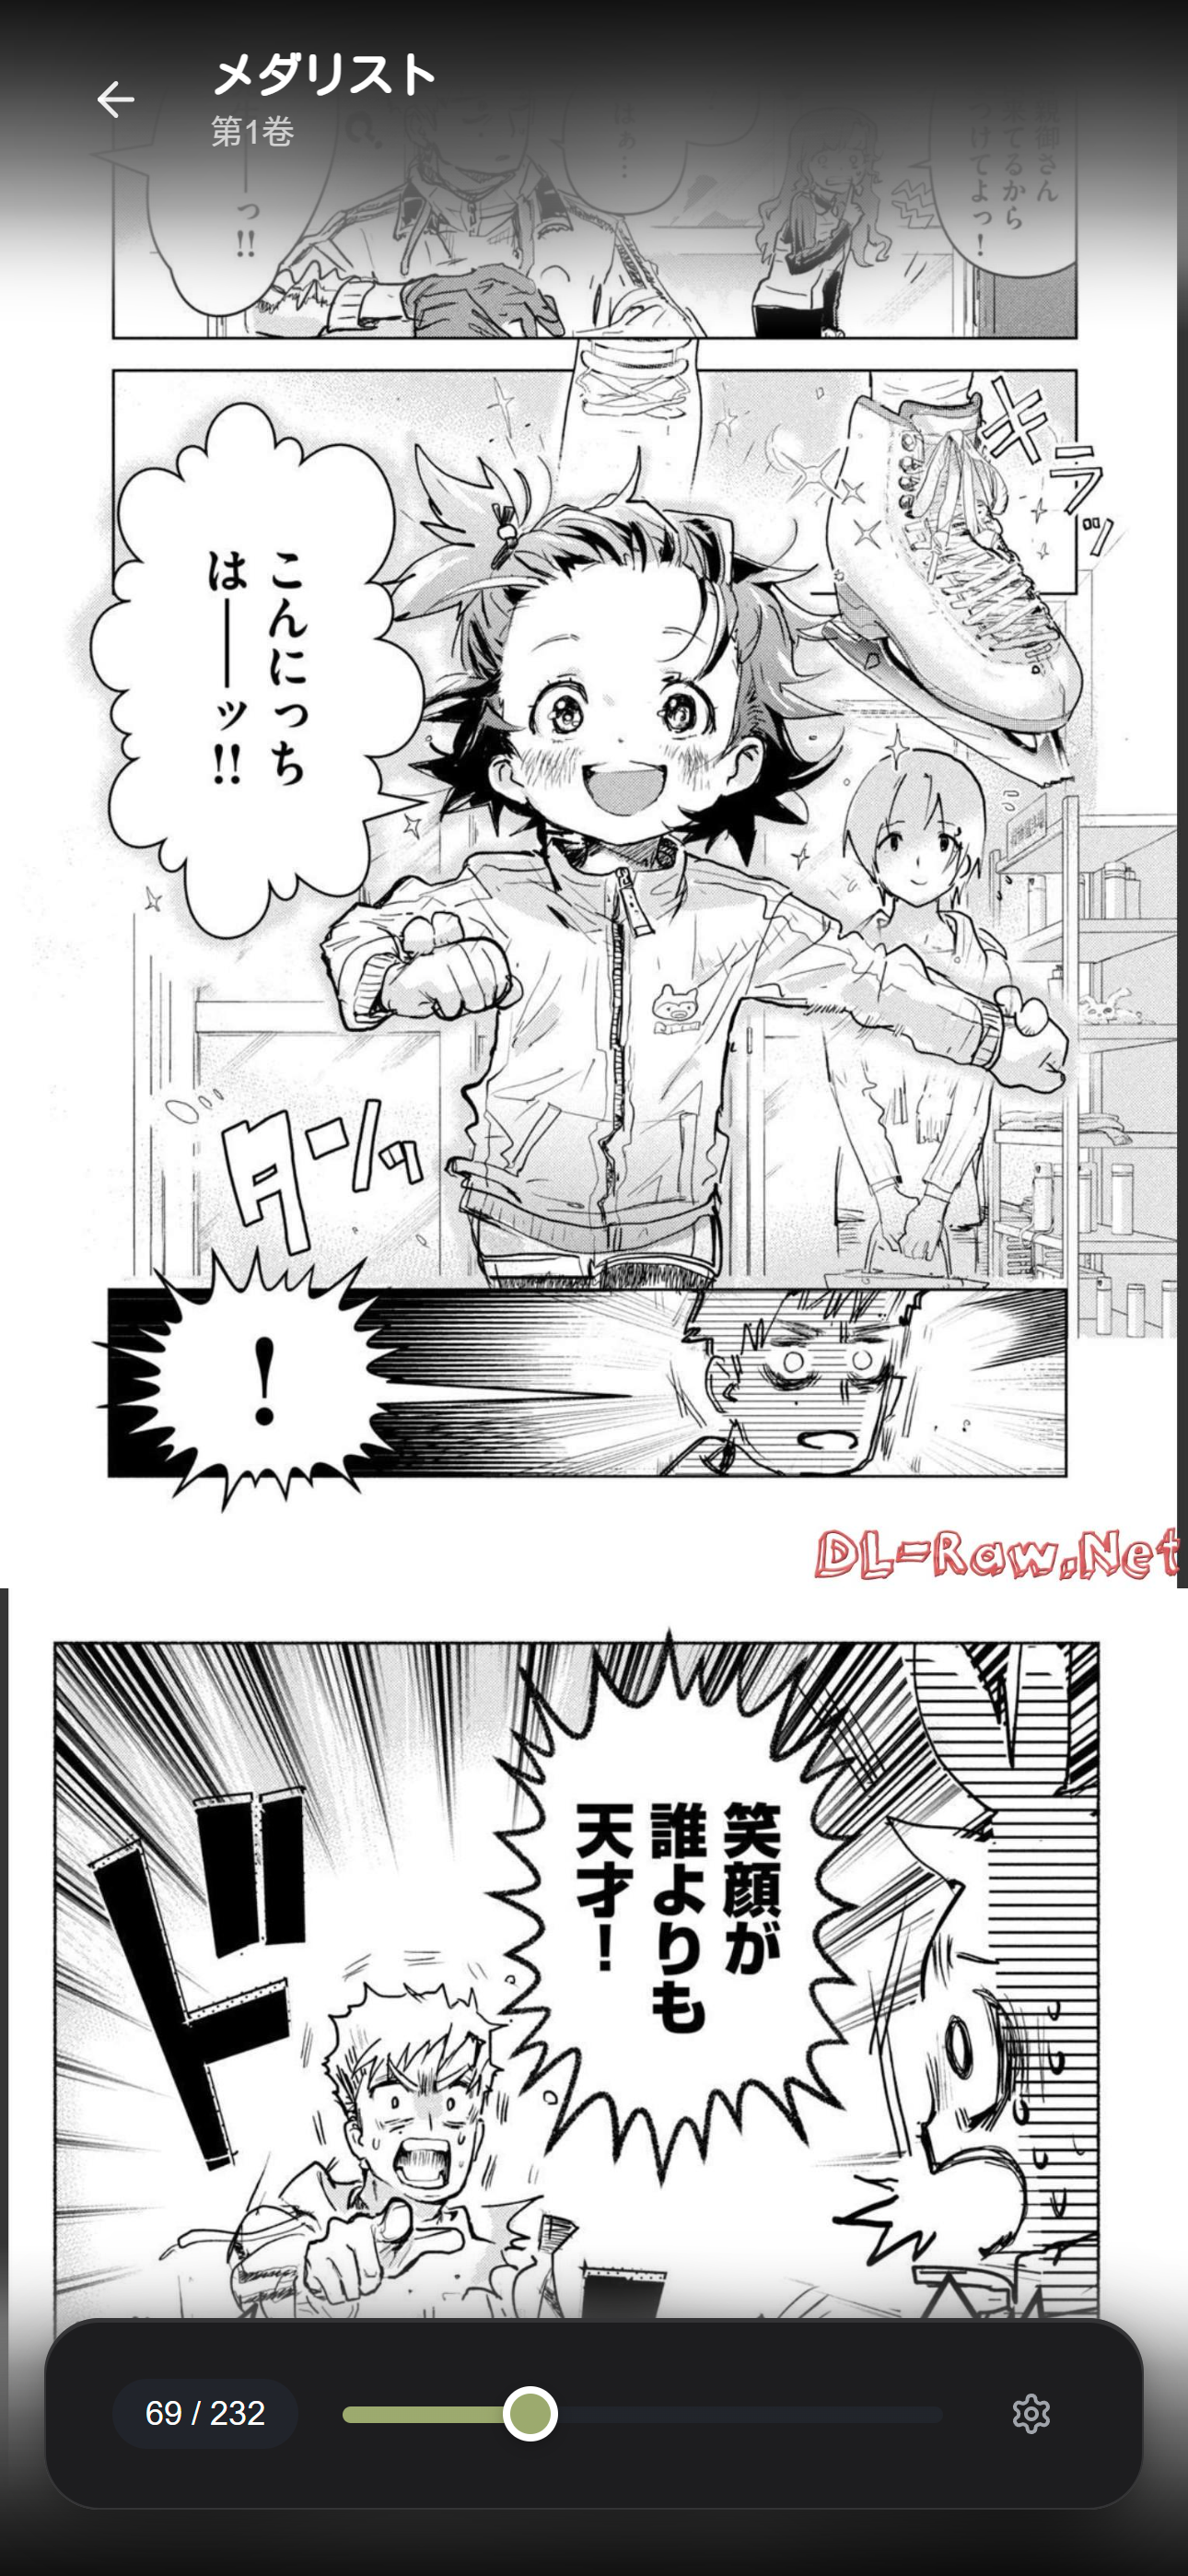 メダリスト
第1巻
親御さん
来てるから
っけてよっ!
はぁ…
っ!!
キラッ
こんにっち
は――ッ!!
タンッ
!
DL-Raw.Net
笑顔が
誰よりも
天才!
ド
69 / 232